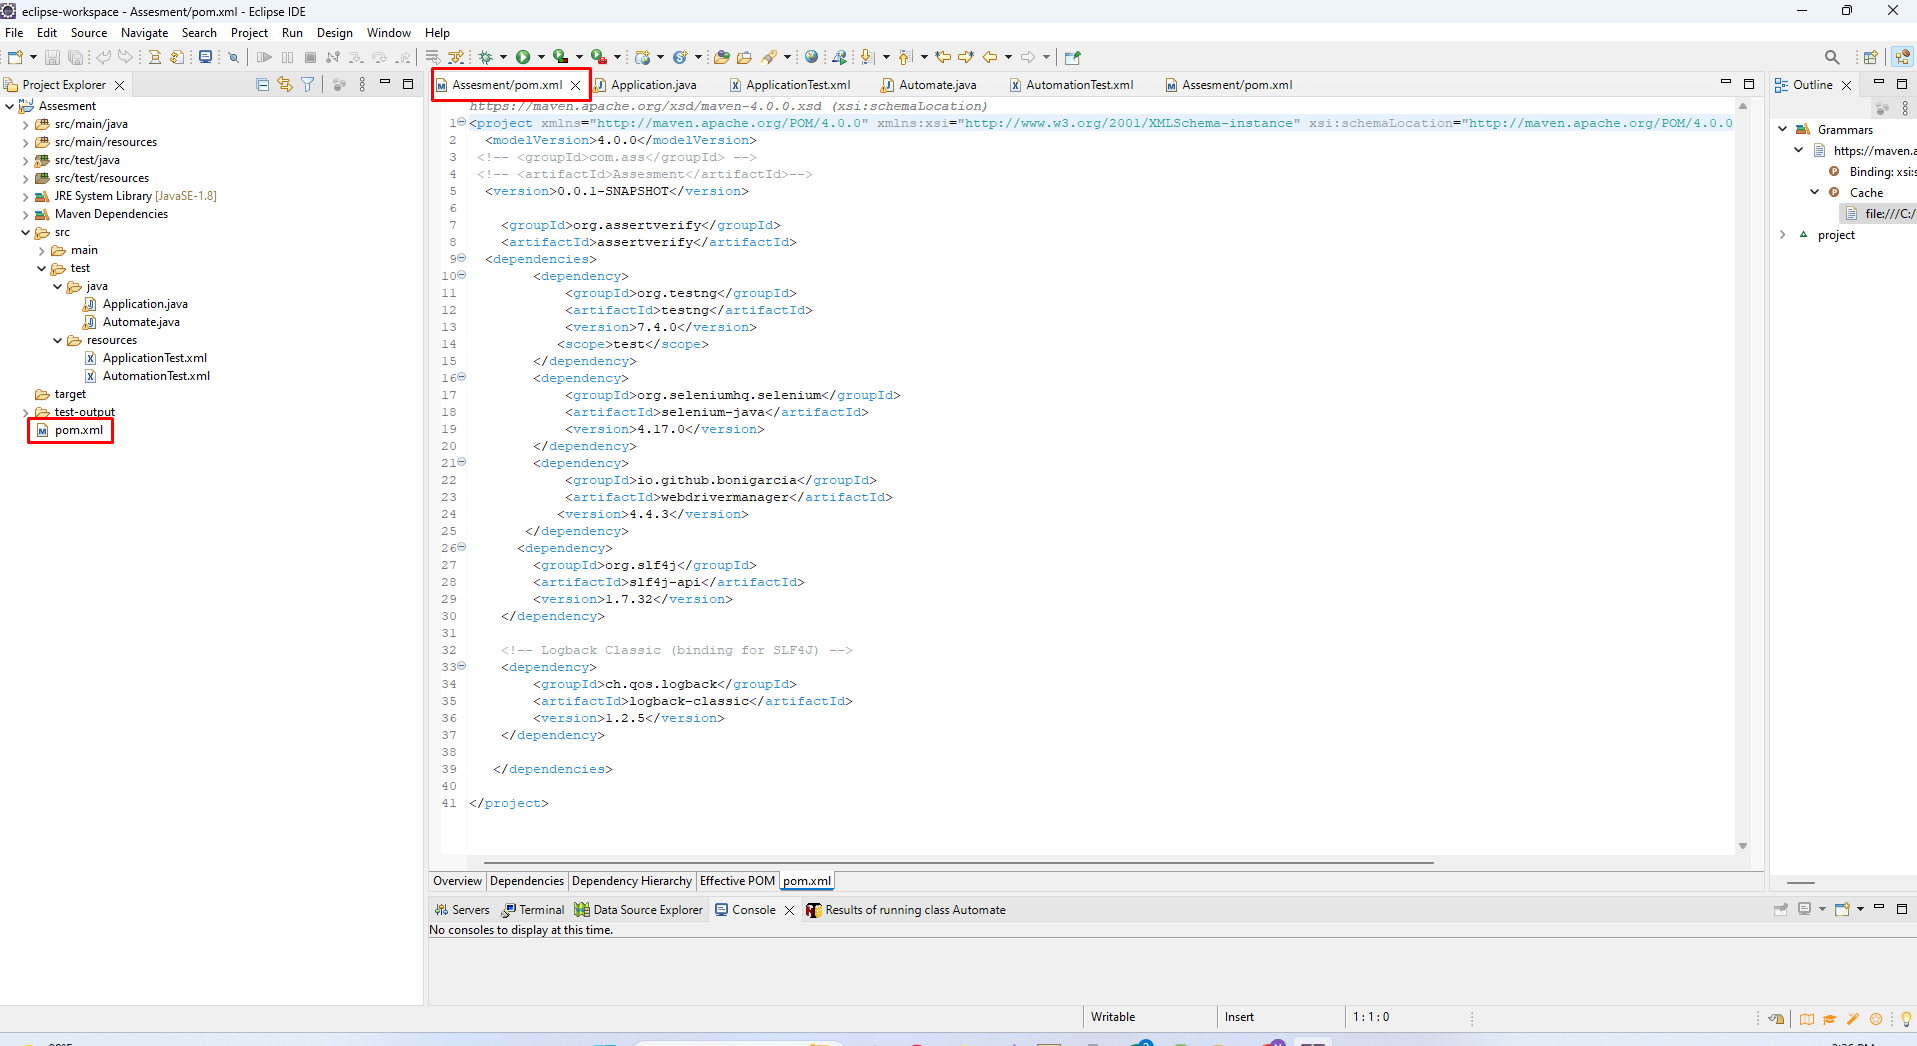 eclipse-workspace - Assesment/pom.xml - Eclipse IDE
File Edit Source Navigate Search Project Run Design Window Help
Project Explorer
Assesment
src/main/java
src/main/resources
src/test/java
src/test/resources
JRE System Library [JavaSE-1.8]
Maven Dependencies
src
main
test
java
Application.java
Automate.java
resources
ApplicationTest.xml
AutomationTest.xml
target
test-output
pom.xml
Assesment/pom.xml Application.java ApplicationTest.xml Automate.java AutomationTest.xml Assesment/pom.xml
https://maven.apache.org/xsd/maven-4.0.0.xsd (xsi:schemaLocation)
1 <project xmlns="http://maven.apache.org/POM/4.0.0" xmlns:xsi="http://www.w3.org/2001/XMLSchema-instance" xsi:schemaLocation="http://maven.apache.org/POM/4.0.0
2 <modelVersion>4.0.0</modelVersion>
3 <!-- <groupId>com.ass</groupId> -->
4 <!-- <artifactId>Assesment</artifactId>-->
5 <version>0.0.1-SNAPSHOT</version>
6
7 <groupId>org.assertverify</groupId>
8 <artifactId>assertverify</artifactId>
9 <dependencies>
10 <dependency>
11 <groupId>org.testng</groupId>
12 <artifactId>testng</artifactId>
13 <version>7.4.0</version>
14 <scope>test</scope>
15 </dependency>
16 <dependency>
17 <groupId>org.seleniumhq.selenium</groupId>
18 <artifactId>selenium-java</artifactId>
19 <version>4.17.0</version>
20 </dependency>
21 <dependency>
22 <groupId>io.github.bonigarcia</groupId>
23 <artifactId>webdrivermanager</artifactId>
24 <version>4.4.3</version>
25 </dependency>
26 <dependency>
27 <groupId>org.slf4j</groupId>
28 <artifactId>slf4j-api</artifactId>
29 <version>1.7.32</version>
30 </dependency>
31
32 <!-- Logback Classic (binding for SLF4J) -->
33 <dependency>
34 <groupId>ch.qos.logback</groupId>
35 <artifactId>logback-classic</artifactId>
36 <version>1.2.5</version>
37 </dependency>
38
39 </dependencies>
40
41 </project>
Overview Dependencies Dependency Hierarchy Effective POM pom.xml
Outline
Grammars
https://maven.a
Binding: xsi:s
Cache
file:///C:/
project
Servers Terminal Data Source Explorer Console Results of running class Automate
No consoles to display at this time.
Writable Insert 1 : 1 : 0